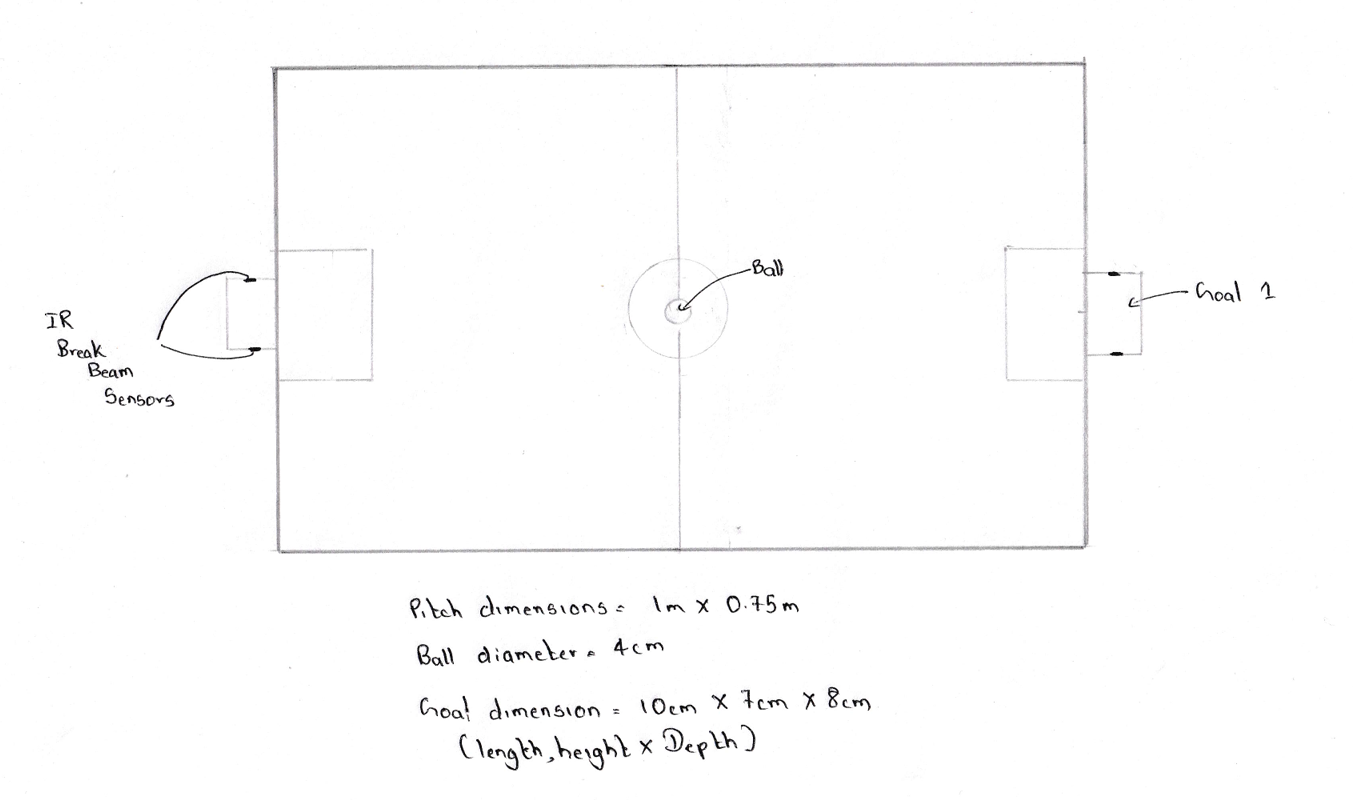 Ball
Goal 1
IR
Break
Beam
Sensors
Pitch dimensions = 1m x 0.75m
Ball diameter = 4cm
Goal dimension = 10cm x 7cm x 8cm
(length, height x Depth)